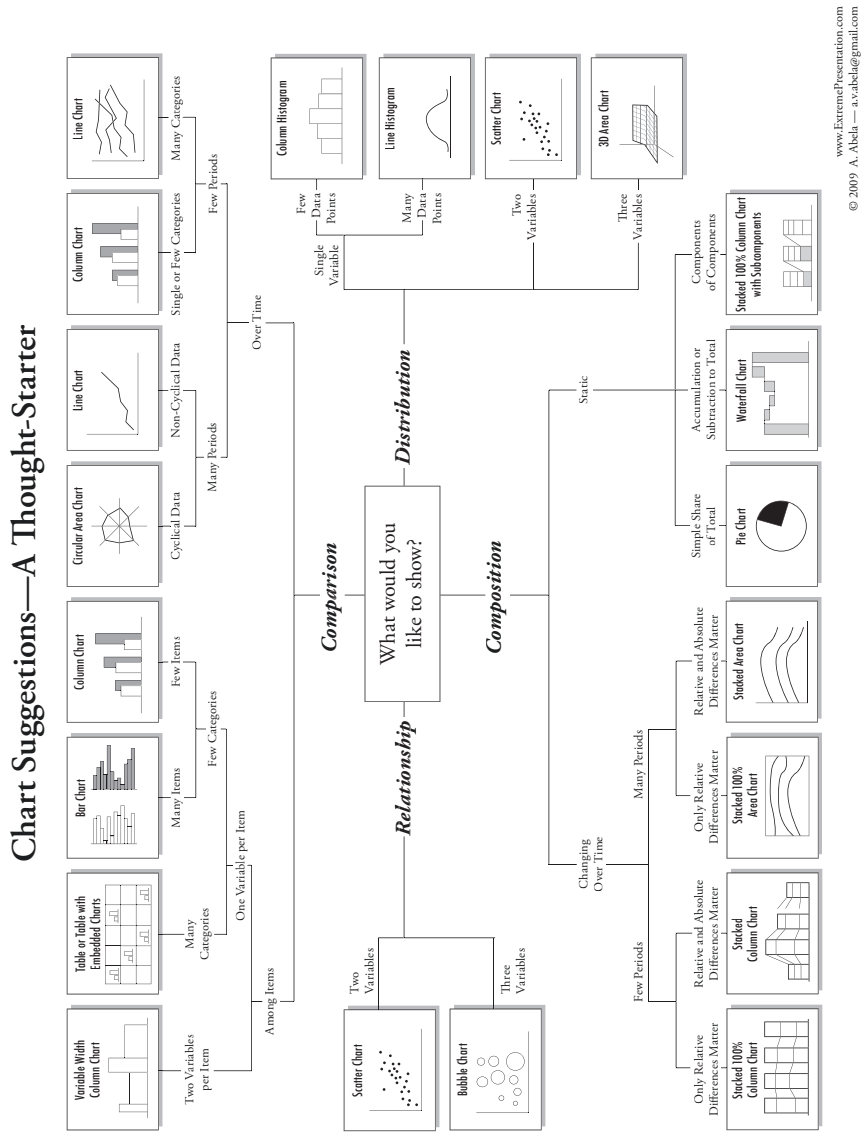 Chart Suggestions—A Thought-Starter
Variable Width
Column Chart
Table or Table with
Embedded Charts
Bar Chart
Column Chart
Circular Area Chart
Line Chart
Column Chart
Line Chart
Two Variables
per Item
Many
Categories
Many Items
Few Items
Cyclical Data
Non-Cyclical Data
Single or Few Categories
Many Categories
Few Categories
Many Periods
Few Periods
One Variable per Item
Among Items
Over Time
Comparison
What would you
like to show?
Relationship
Two
Variables
Three
Variables
Scatter Chart
Bubble Chart
Distribution
Single
Variable
Few
Data
Points
Many
Data
Points
Two
Variables
Three
Variables
Column Histogram
Line Histogram
Scatter Chart
3D Area Chart
Composition
Changing
Over Time
Static
Few Periods
Many Periods
Only Relative
Differences Matter
Relative and Absolute
Differences Matter
Only Relative
Differences Matter
Relative and Absolute
Differences Matter
Simple Share
of Total
Accumulation or
Subtraction to Total
Components
of Components
Stacked 100%
Column Chart
Stacked
Column Chart
Stacked 100%
Area Chart
Stacked Area Chart
Pie Chart
Waterfall Chart
Stacked 100% Column Chart
with Subcomponents
www.ExtremePresentation.com
© 2009 A. Abela — a.v.abela@gmail.com